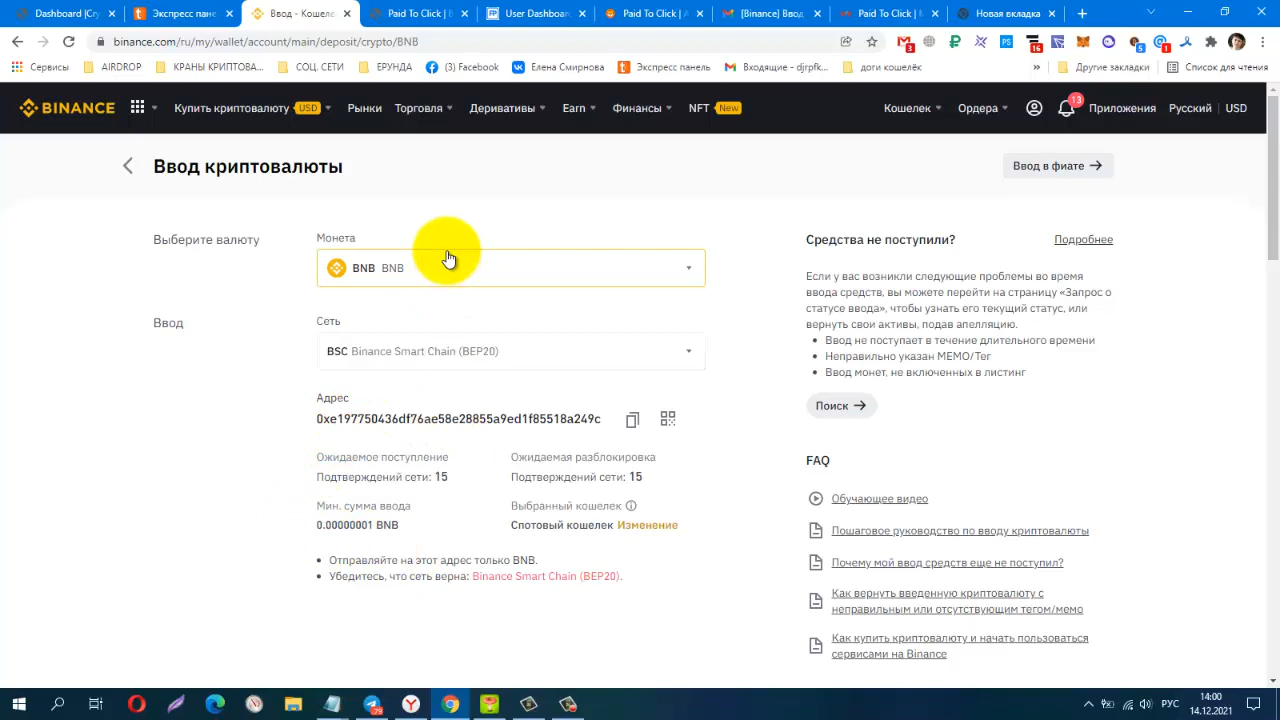 Dashboard |Cry
Экспресс пане
Ввод - Кошеле
Paid To Click | B
User Dashboar
Paid To Click | A
[Binance] Ввод
Paid To Click | M
Новая вкладка
binance.com/ru/my/wallet/account/main/deposit/crypto/BNB
3
16
5
1
Сервисы
AIRDROP
КРАНЫ КРИПТОВА...
СОЦ. СЕТИ
ЕРУНДА
(3) Facebook
Елена Смирнова
Экспресс панель
Входящие - djrpfk...
доги кошелёк
»
Другие закладки
Список для чтения
BINANCE
Купить криптовалюту USD
Рынки
Торговля
Деривативы
Earn
Финансы
NFT New
Кошелек
Ордера
13
Приложения
Русский
USD
Ввод криптовалюты
Ввод в фиате →
Выберите валюту
Монета
BNB BNB
Ввод
Сеть
BSC Binance Smart Chain (BEP20)
Адрес
0xe197750436df76ae58e28855a9ed1f85518a249c
Ожидаемое поступление
Подтверждений сети: 15
Ожидаемая разблокировка
Подтверждений сети: 15
Мин. сумма ввода
0.00000001 BNB
Выбранный кошелек
Спотовый кошелек Изменение
• Отправляйте на этот адрес только BNB.
• Убедитесь, что сеть верна: Binance Smart Chain (BEP20).
Средства не поступили?
Подробнее
Если у вас возникли следующие проблемы во время
ввода средств, вы можете перейти на страницу «Запрос о
статусе ввода», чтобы узнать его текущий статус, или
вернуть свои активы, подав апелляцию.
• Ввод не поступает в течение длительного времени
• Неправильно указан МЕМО/Тег
• Ввод монет, не включенных в листинг
Поиск →
FAQ
Обучающее видео
Пошаговое руководство по вводу криптовалюты
Почему мой ввод средств еще не поступил?
Как вернуть введенную криптовалюту с
неправильным или отсутствующим тегом/мемо
Как купить криптовалюту и начать пользоваться
сервисами на Binance
79
РУС
14:00
14.12.2021